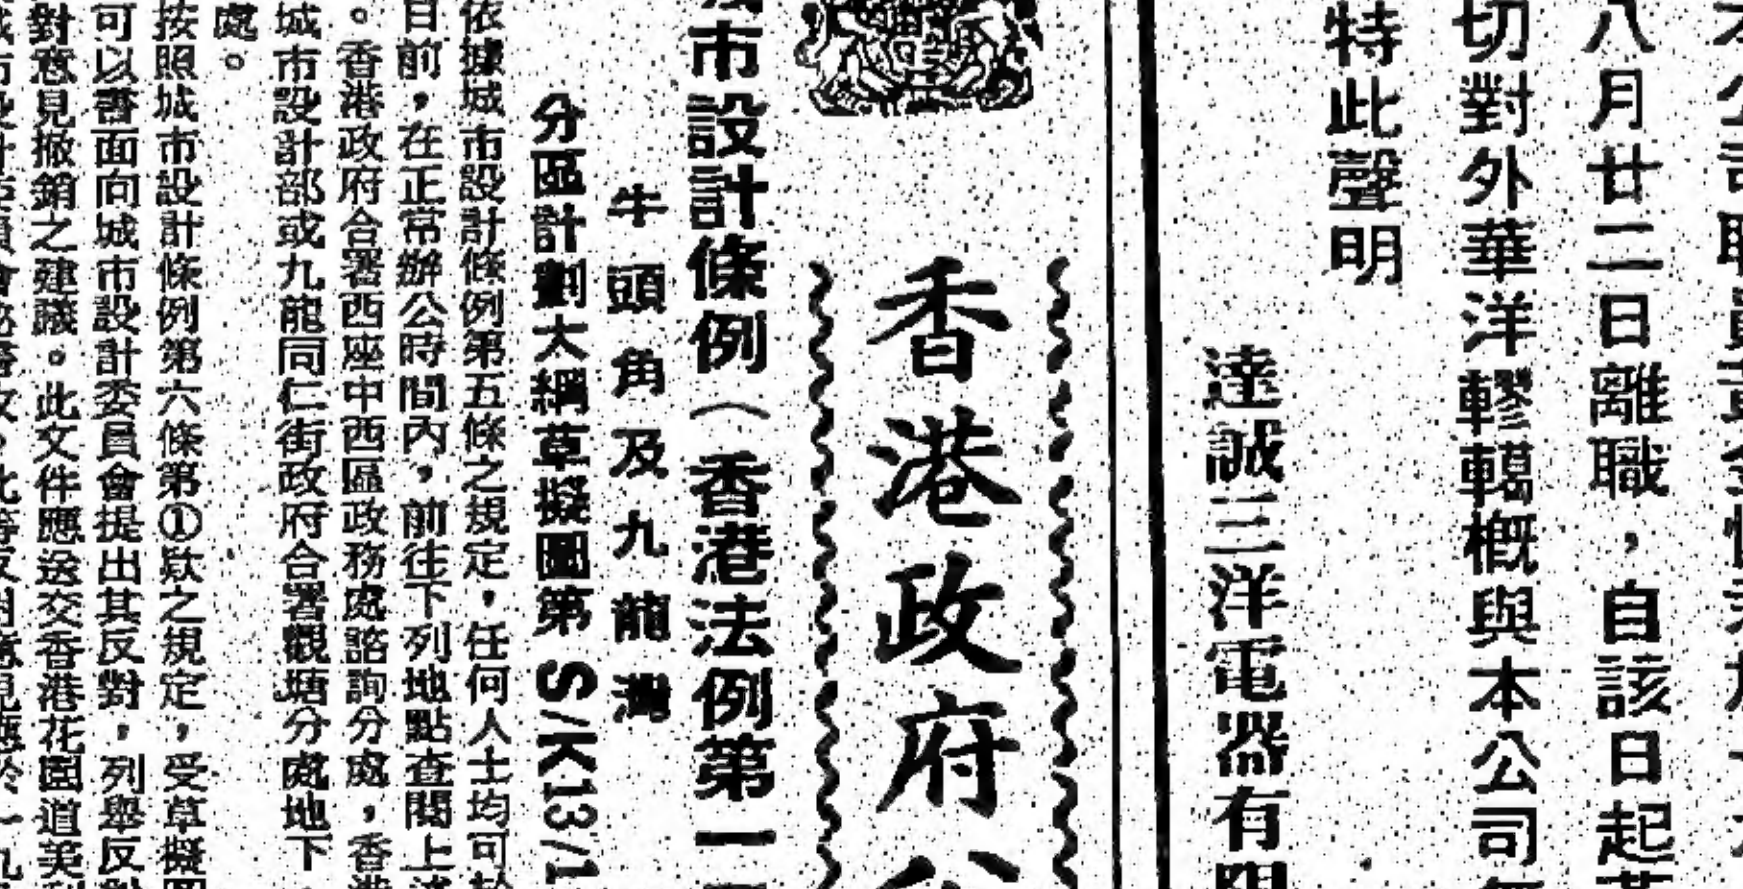 八月廿二日離職，自該日起
切對外華洋轇轕概與本公司
特此聲明
達誠三洋電器有限
香港政府公
市設計條例（香港法例第一
牛頭角及九龍灣
分區計劃大綱草擬圖第 S/K13/1
依據城市設計條例第五條之規定，任何人士均可於
日前，在正常辦公時間內，前往下列地點查閱上述
。香港政府合署西座中西區政務處諮詢分處，香港
城市設計部或九龍同仁街政府合署觀塘分處地下
處。
按照城市設計條例第六條第①欵之規定，受草擬圖
可以書面向城市設計委員會提出其反對，列舉反對
對意見撤銷之建議。此文件應送交香港花園道美利